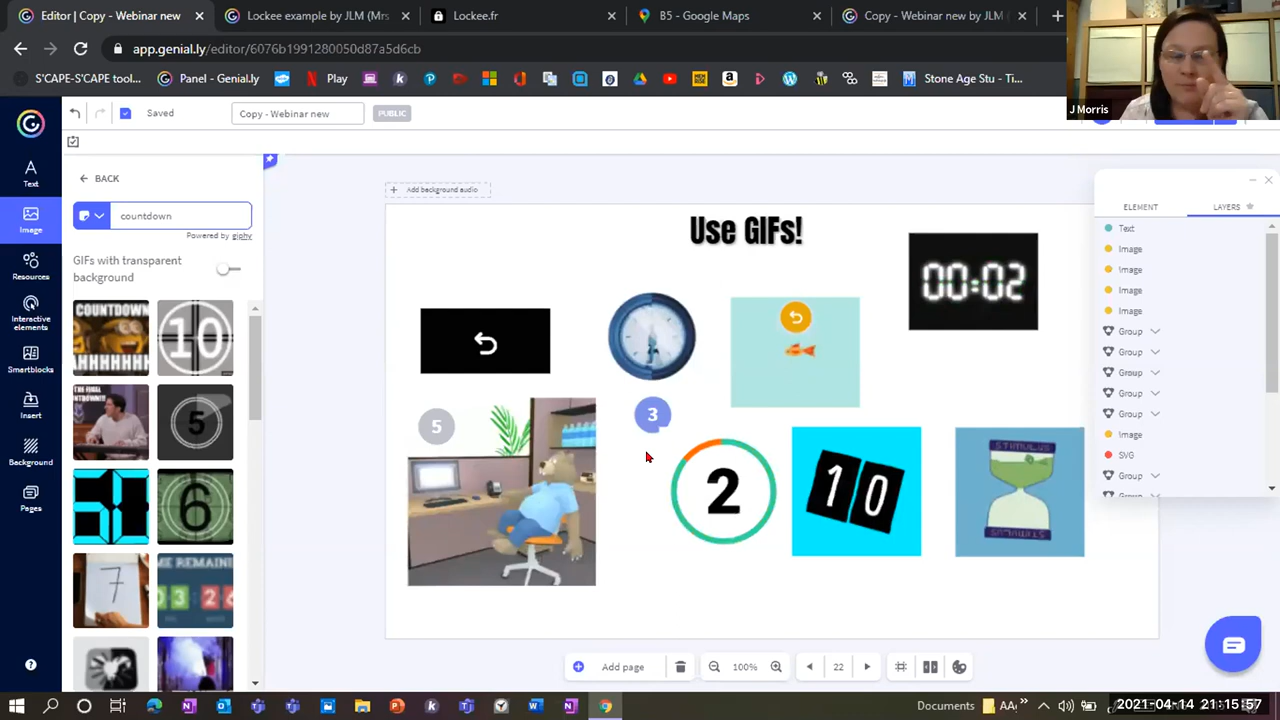 Editor | Copy - Webinar new by J
Lockee example by JLM (Mrs
Lockee.fr
B5 - Google Maps
Copy - Webinar new by JLM
app.genial.ly/editor/6076b1991280050d87a5d6cb
S'CAPE-S'CAPE tool...
Panel - Genial·ly
Play
Stone Age Stu - Ti...
J Morris
Saved
Copy - Webinar new
PUBLIC
Text
Image
Resources
Interactive
elements
Smartblocks
Insert
Background
Pages
BACK
countdown
Powered by giphy
GIFs with transparent
background
COUNTDOWN
10
THE FINAL
COUNTDOWN!!!
5
6
7
Add background audio
Use GIFs!
00:02
5
3
2
10
STIMULUS
ELEMENT
LAYERS
Text
Image
Image
Image
Image
Group
Group
Group
Group
Group
Image
SVG
Group
Add page
100%
22
Documents
2021-04-14 21:15:57